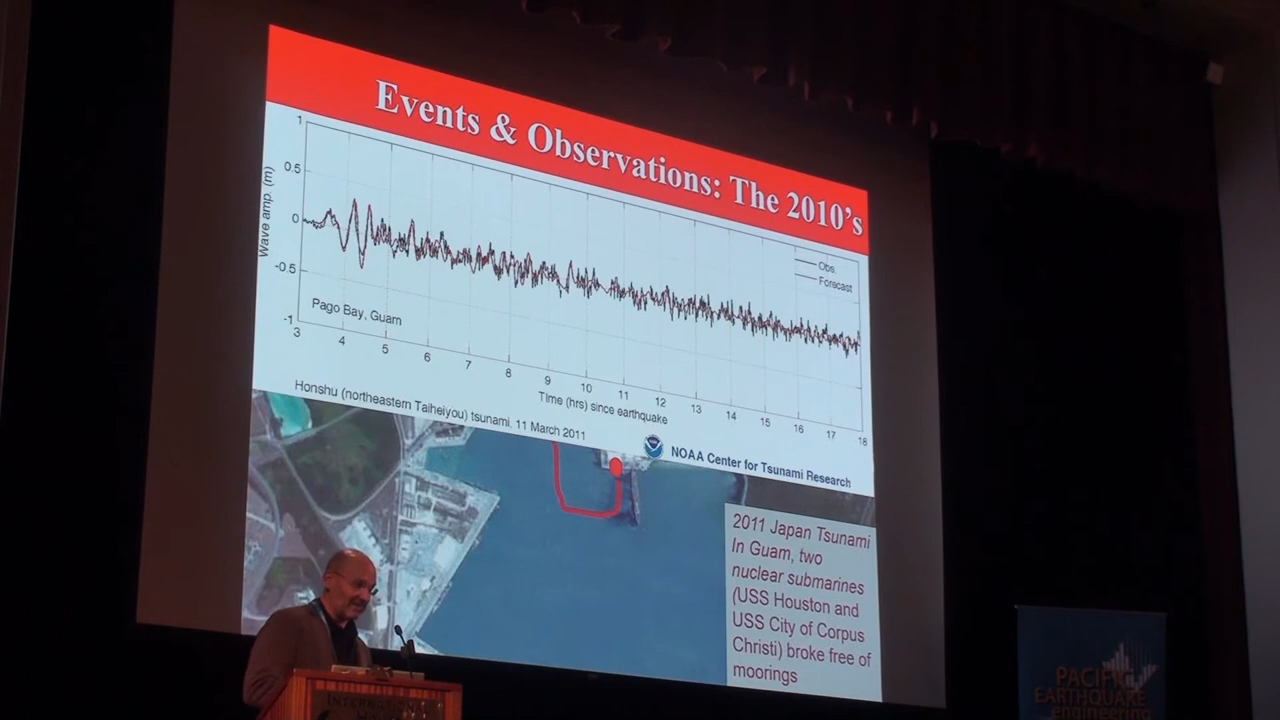 Events & Observations: The 2010's
Wave amp. (m)
1
0.5
0
-0.5
-1
Obs.
Forecast
Pago Bay, Guam
3 4 5 6 7 8 9 10 11 12 13 14 15 16 17 18
Time (hrs) since earthquake
Honshu (northeastern Taiheiyou) tsunami, 11 March 2011
NOAA Center for Tsunami Research
2011 Japan Tsunami
In Guam, two
nuclear submarines
(USS Houston and
USS City of Corpus
Christi) broke free of
moorings
PACIFIC
EARTHQUAKE
engineering